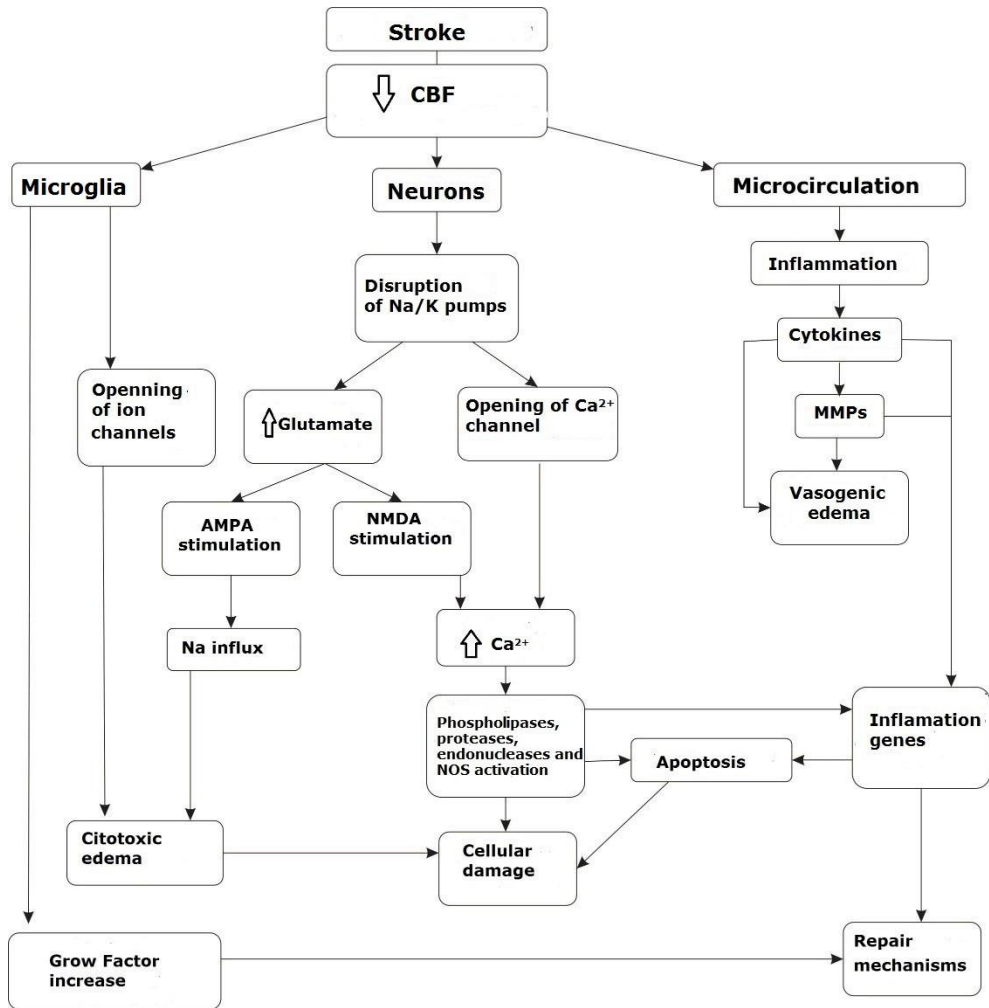 Stroke
CBF
Microglia
Neurons
Microcirculation
Disruption
of Na/K pumps
Inflammation
Cytokines
MMPs
Vasogenic
edema
Openning
of ion
channels
Glutamate
Opening of Ca²⁺
channel
AMPA
stimulation
NMDA
stimulation
Na influx
Ca²⁺
Phospholipases,
proteases,
endonucleases and
NOS activation
Apoptosis
Inflamation
genes
Citotoxic
edema
Cellular
damage
Grow Factor
increase
Repair
mechanisms